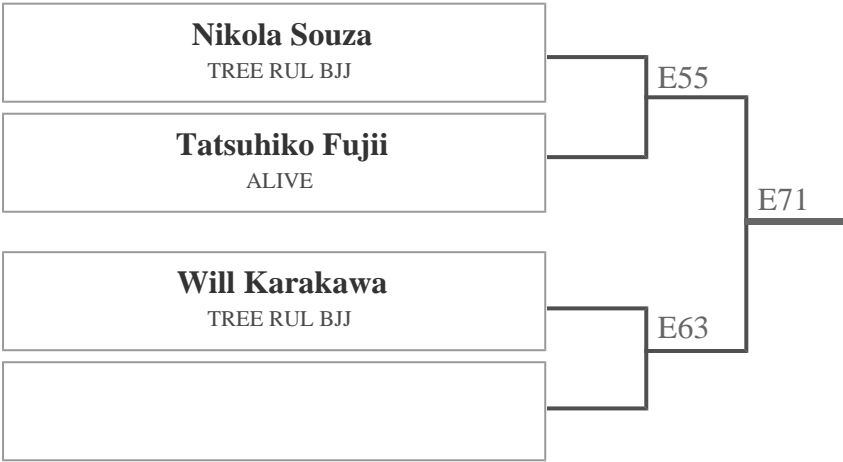 Nikola Souza
TREE RUL BJJ
E55
Tatsuhiko Fujii
ALIVE
E71
Will Karakawa
TREE RUL BJJ
E63